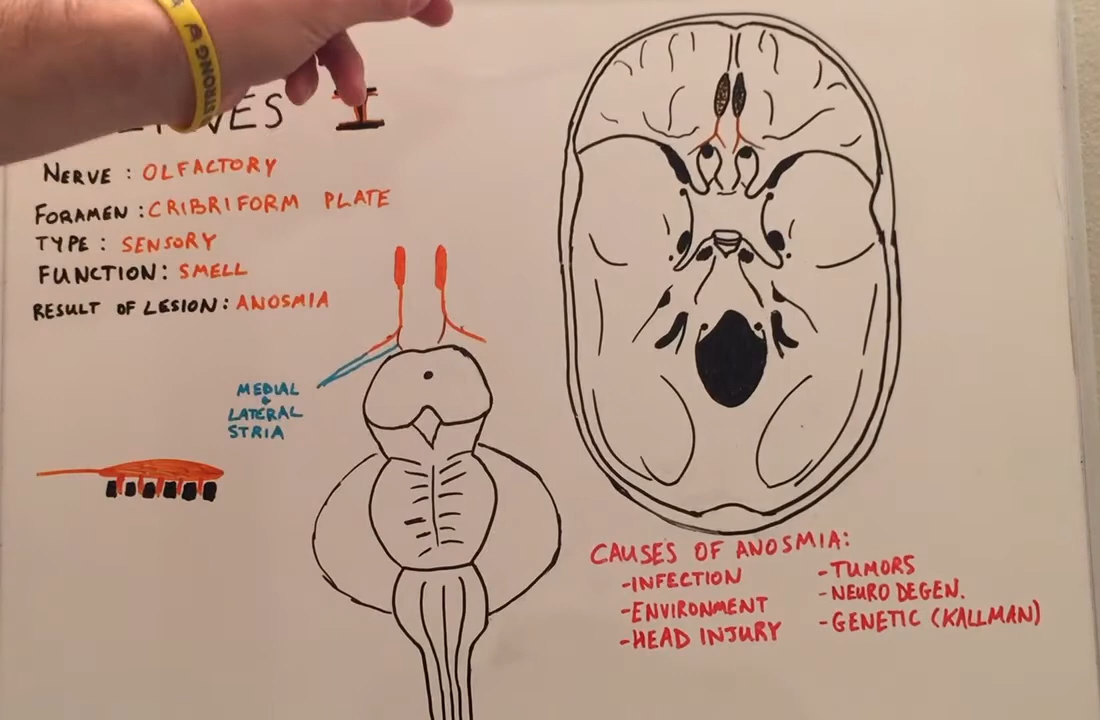 I
NERVE : OLFACTORY
FORAMEN : CRIBRIFORM PLATE
TYPE : SENSORY
FUNCTION : SMELL
RESULT OF LESION : ANOSMIA
MEDIAL
+
LATERAL
STRIA
CAUSES OF ANOSMIA:
-INFECTION
-ENVIRONMENT
-HEAD INJURY
-TUMORS
-NEURO DEGEN.
-GENETIC (KALLMAN)